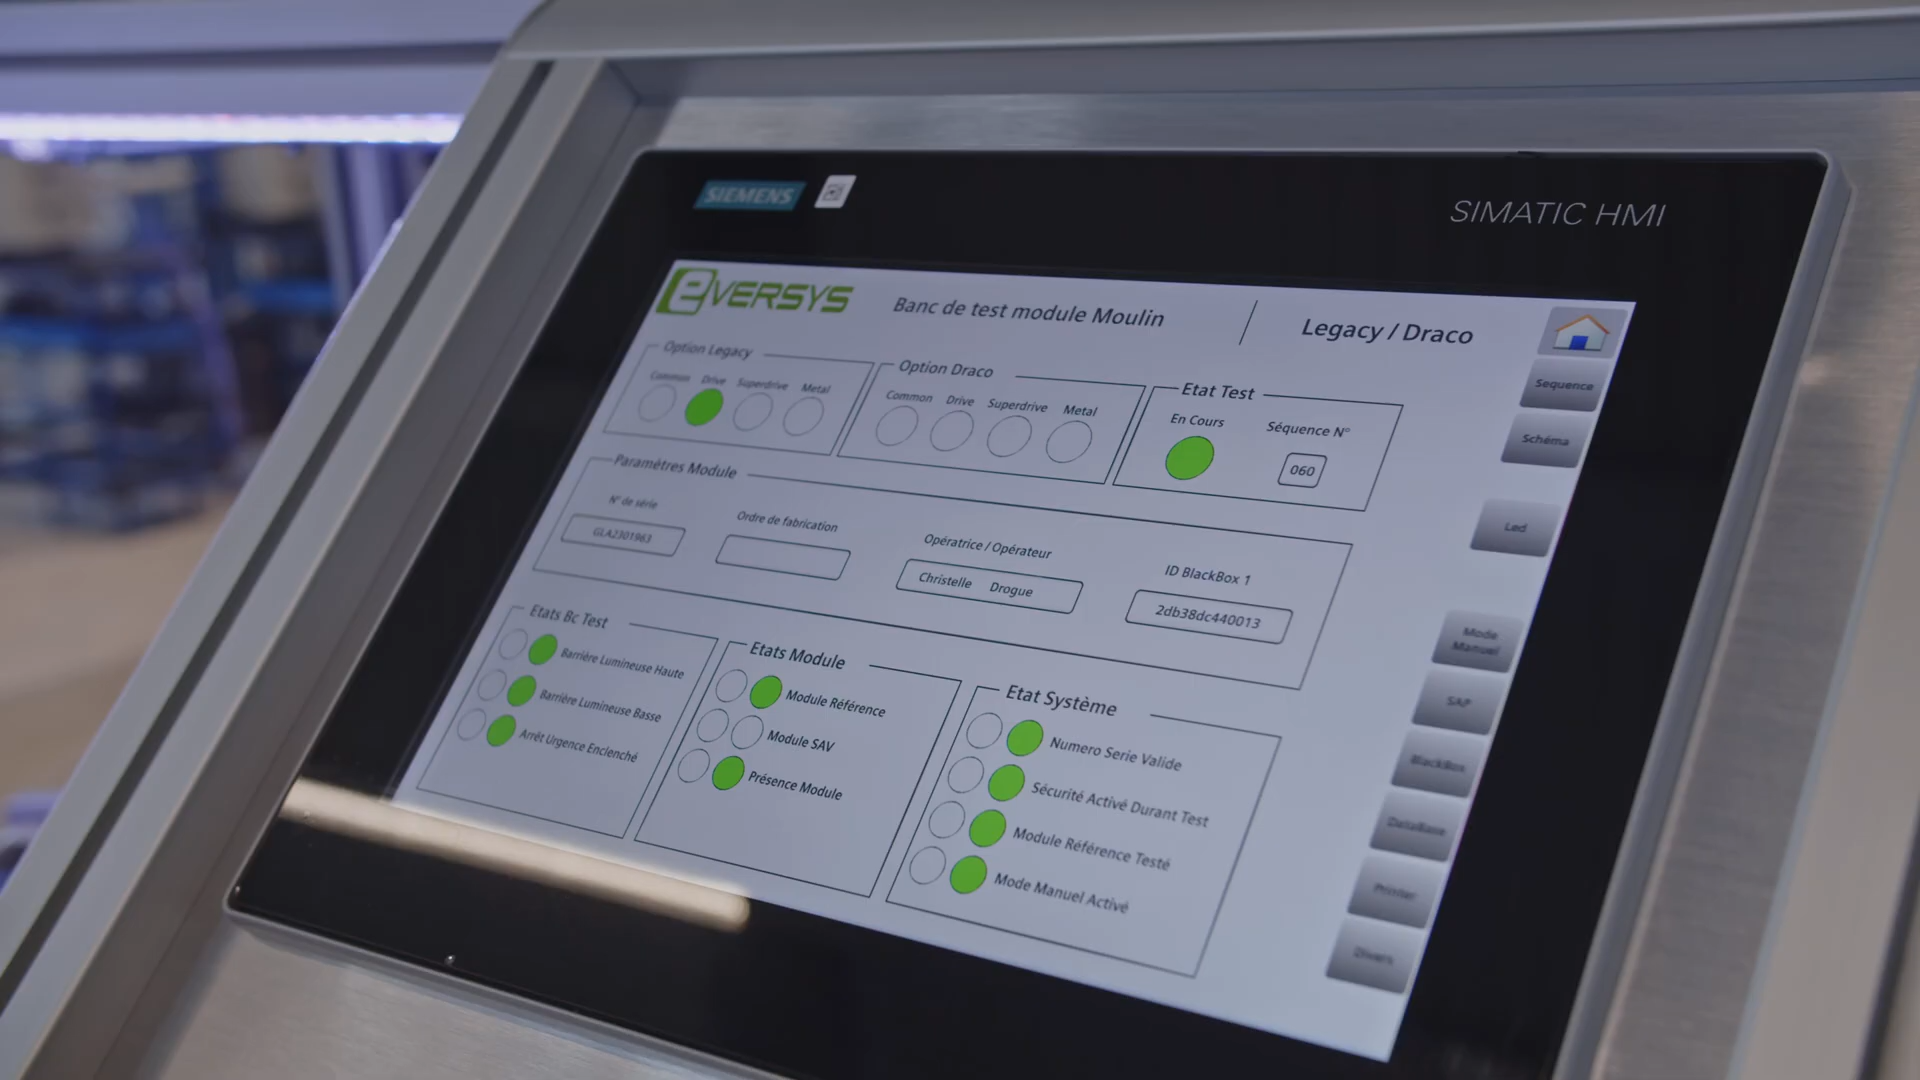 SIEMENS
SIMATIC HMI
eVERSYS
Banc de test module Moulin
Legacy / Draco
Option Legacy
Common Drive Superdrive Metal
Option Draco
Common Drive Superdrive Metal
Etat Test
En Cours Séquence N°
060
Paramètres Module
N° de série
GLA2301963
Ordre de fabrication
Opératrice / Opérateur
Christelle Drogue
ID BlackBox 1
2db38dc440013
Etats Bc Test
Barrière Lumineuse Haute
Barrière Lumineuse Basse
Arrêt Urgence Enclenché
Etats Module
Module Référence
Module SAV
Présence Module
Etat Système
Numero Serie Valide
Sécurité Activé Durant Test
Module Référence Testé
Mode Manuel Activé
Sequence
Schéma
Led
Mode
Manuel
SAP
BlackBox
DataBase
Printer
Divers